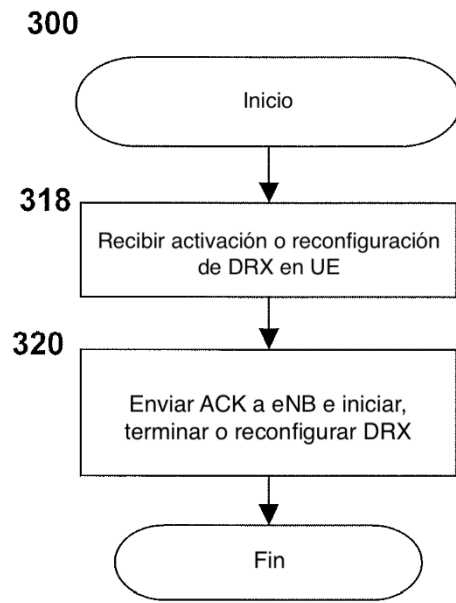 300
Inicio
318
Recibir activación o reconfiguración
de DRX en UE
320
Enviar ACK a eNB e iniciar,
terminar o reconfigurar DRX
Fin